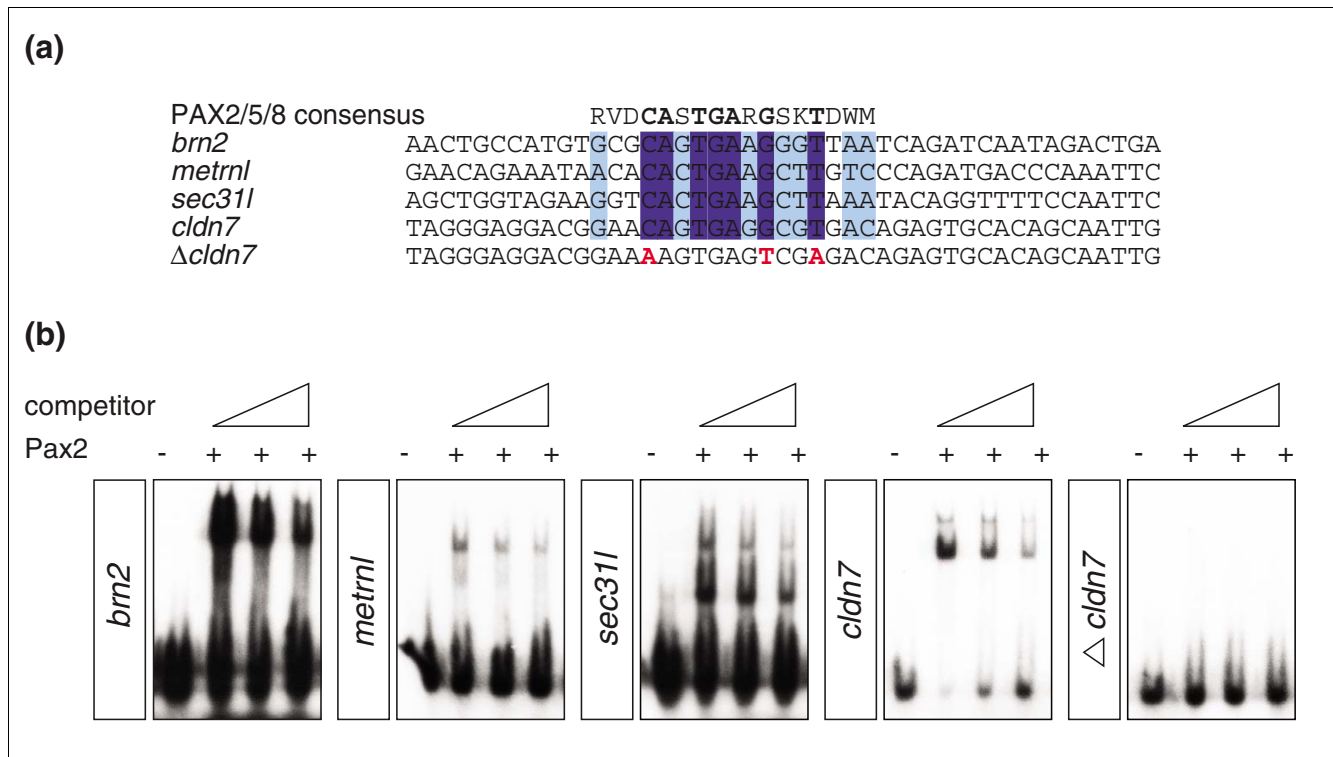 (a)
PAX2/5/8 consensus RVDCASTGARGSKTDWM
brn2 AACTGCCATGTGCGCAGTGAAGGGTTAATCAGATCAATAGACTGA
metrnl GAACAGAAATAACACACTGAAGCTTGTCCCAGATGACCCAAATTC
sec31l AGCTGGTAGAAGGTCACTGAAGCTTAAATACAGGTTTTCCAATTC
cldn7 TAGGGAGGACGGAACAGTGAGGCGTGACAGAGTGCACAGCAATTG
Δcldn7 TAGGGAGGACGGAAAAGTGAGTCGAGACAGAGTGCACAGCAATTG
(b)
competitor
Pax2 - + + + - + + + - + + + - + + + - + + +
brn2
metrnl
sec31l
cldn7
Δ cldn7